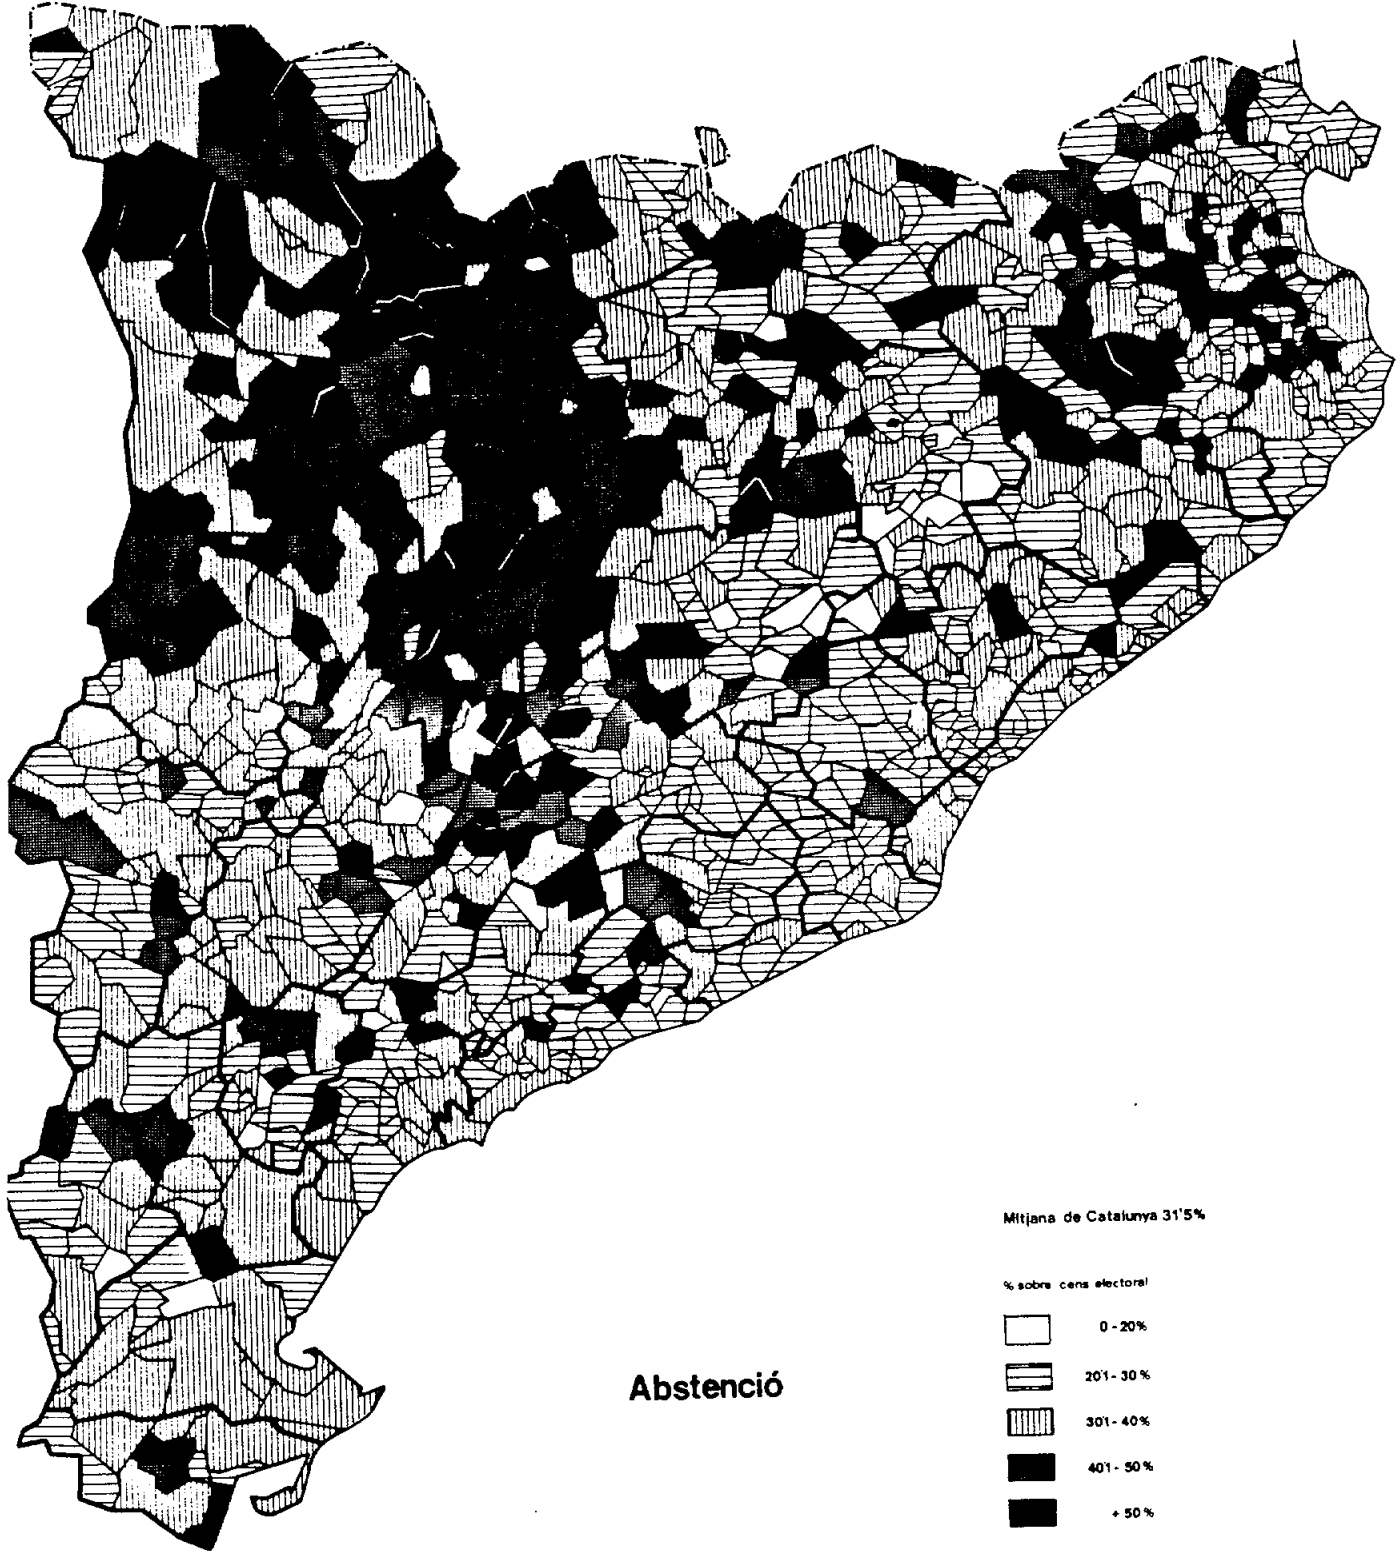 Mitjana de Catalunya 31'5%
% sobre cens electoral
0-20%
20'1-30%
30'1-40%
40'1-50%
+50%
Abstenció